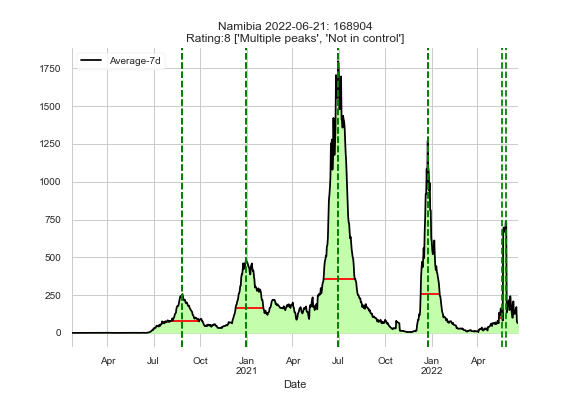 Namibia 2022-06-21: 168904
Rating:8 ['Multiple peaks', 'Not in control']
Average-7d
1750
1500
1250
1000
750
500
250
0
Apr Jul Oct Jan Apr Jul Oct Jan Apr
2021 2022
Date